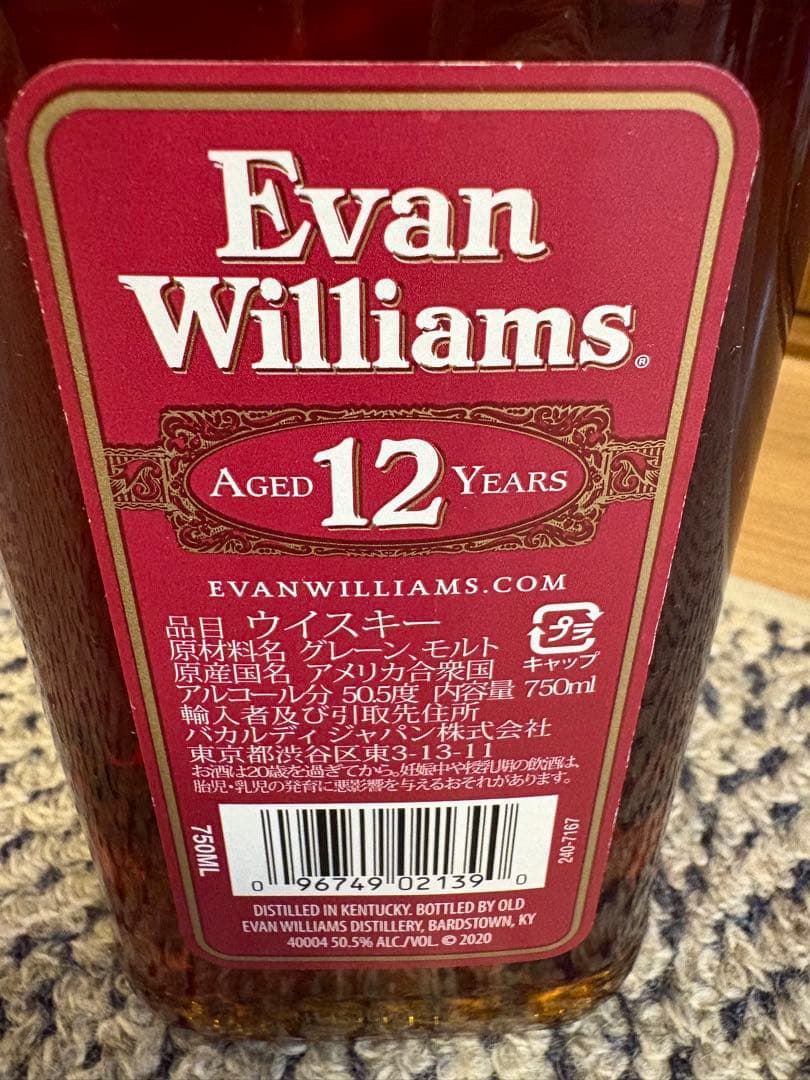 Evan
Williams®
AGED 12 YEARS
EVANWILLIAMS.COM
品目 ウイスキー
原材料名 グレーン、モルト
プラ
キャップ
原産国名 アメリカ合衆国
アルコール分 50.5度 内容量 750ml
輸入者及び引取先住所
バカルディ ジャパン株式会社
東京都渋谷区東3-13-11
お酒は20歳を過ぎてから。妊娠中や授乳期の飲酒は、
胎児・乳児の発育に悪影響を与えるおそれがあります。
750ML
0 96749 02139 0
240-7167
DISTILLED IN KENTUCKY. BOTTLED BY OLD
EVAN WILLIAMS DISTILLERY, BARDSTOWN, KY
40004 50.5% ALC./VOL. © 2020